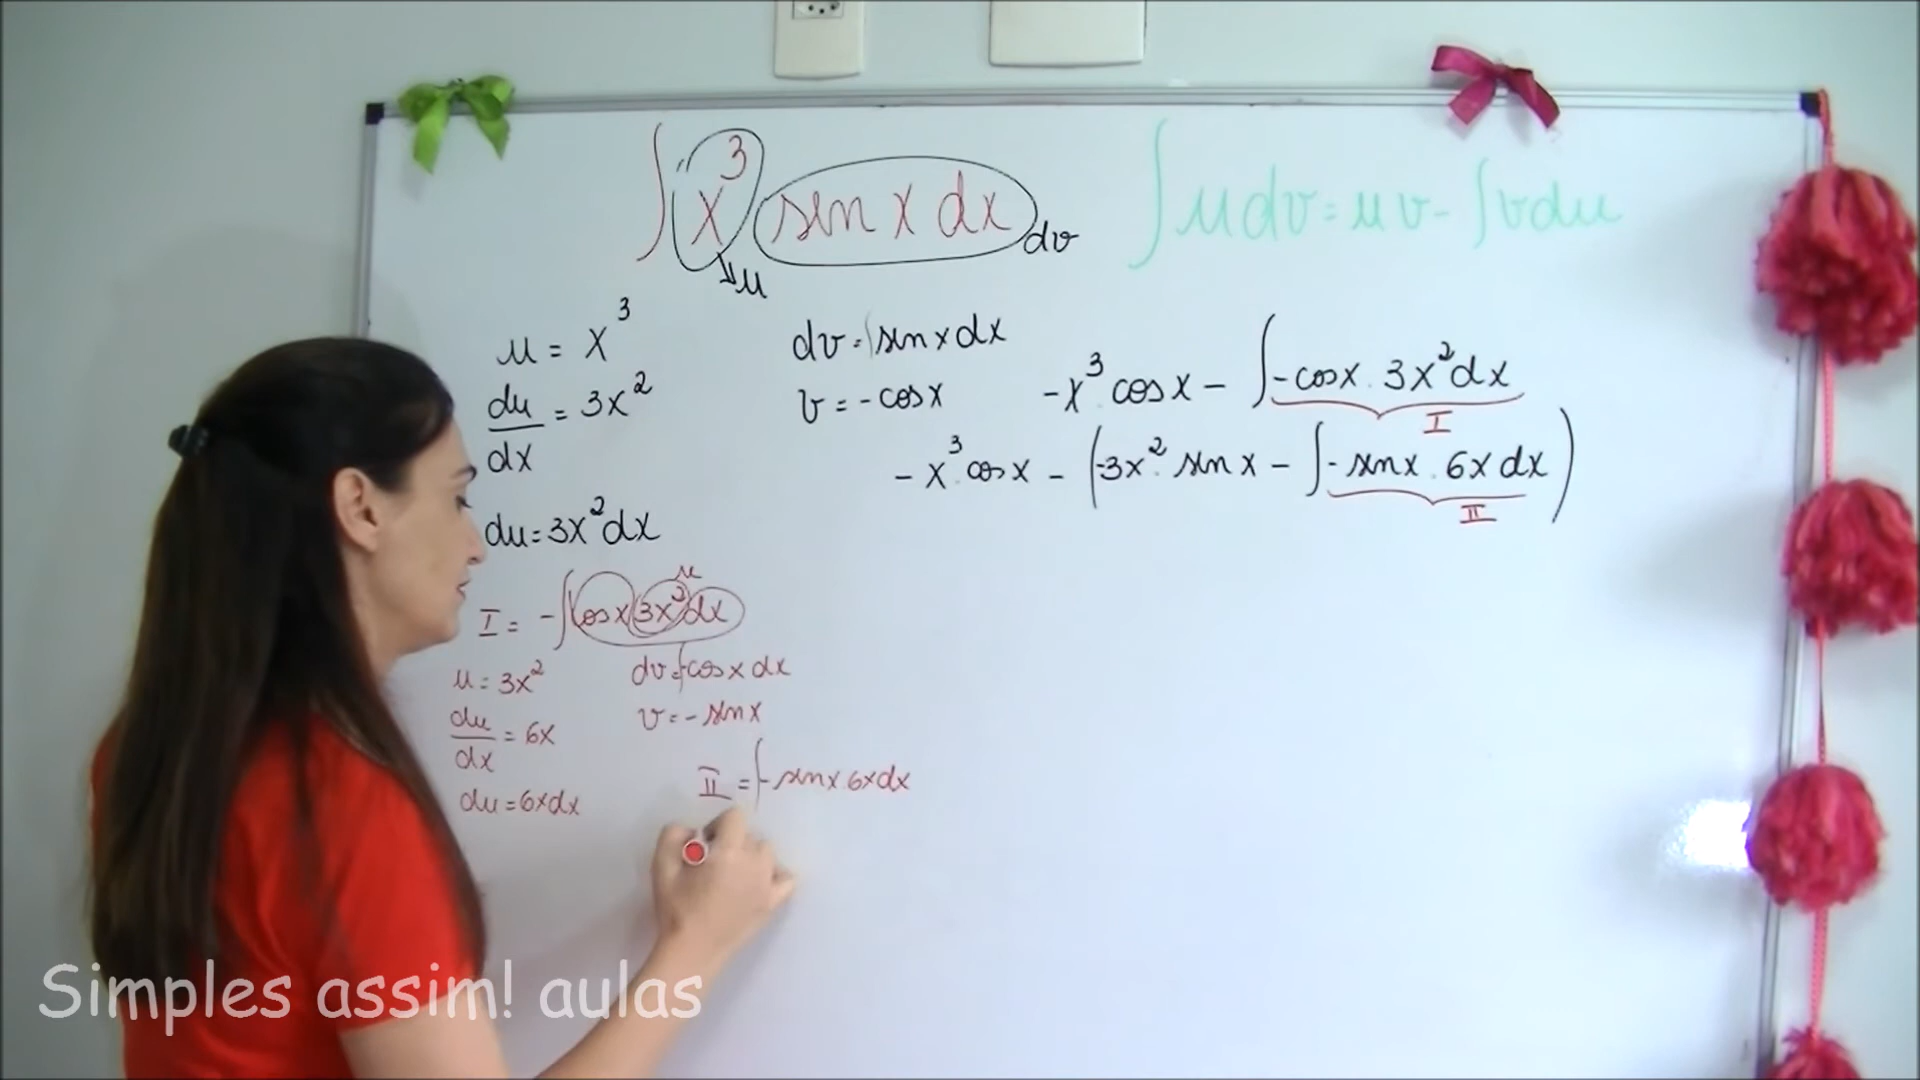 ∫ x³ sen x dx dv
u
∫ u dv = uv - ∫ v du
u = x³
du/dx = 3x²
du = 3x² dx
dv = ∫ sen x dx
v = - cos x
- x³ . cos x - ∫ - cos x . 3x² dx
I
- x³ . cos x - ( -3x² . sen x - ∫ - sen x . 6x dx )
II
I = - ∫ cos x 3x² dx
u
u = 3x²
du/dx = 6x
du = 6x dx
dv = ∫ - cos x dx
v = - sen x
II = ∫ - sen x . 6x dx
Simples assim! aulas